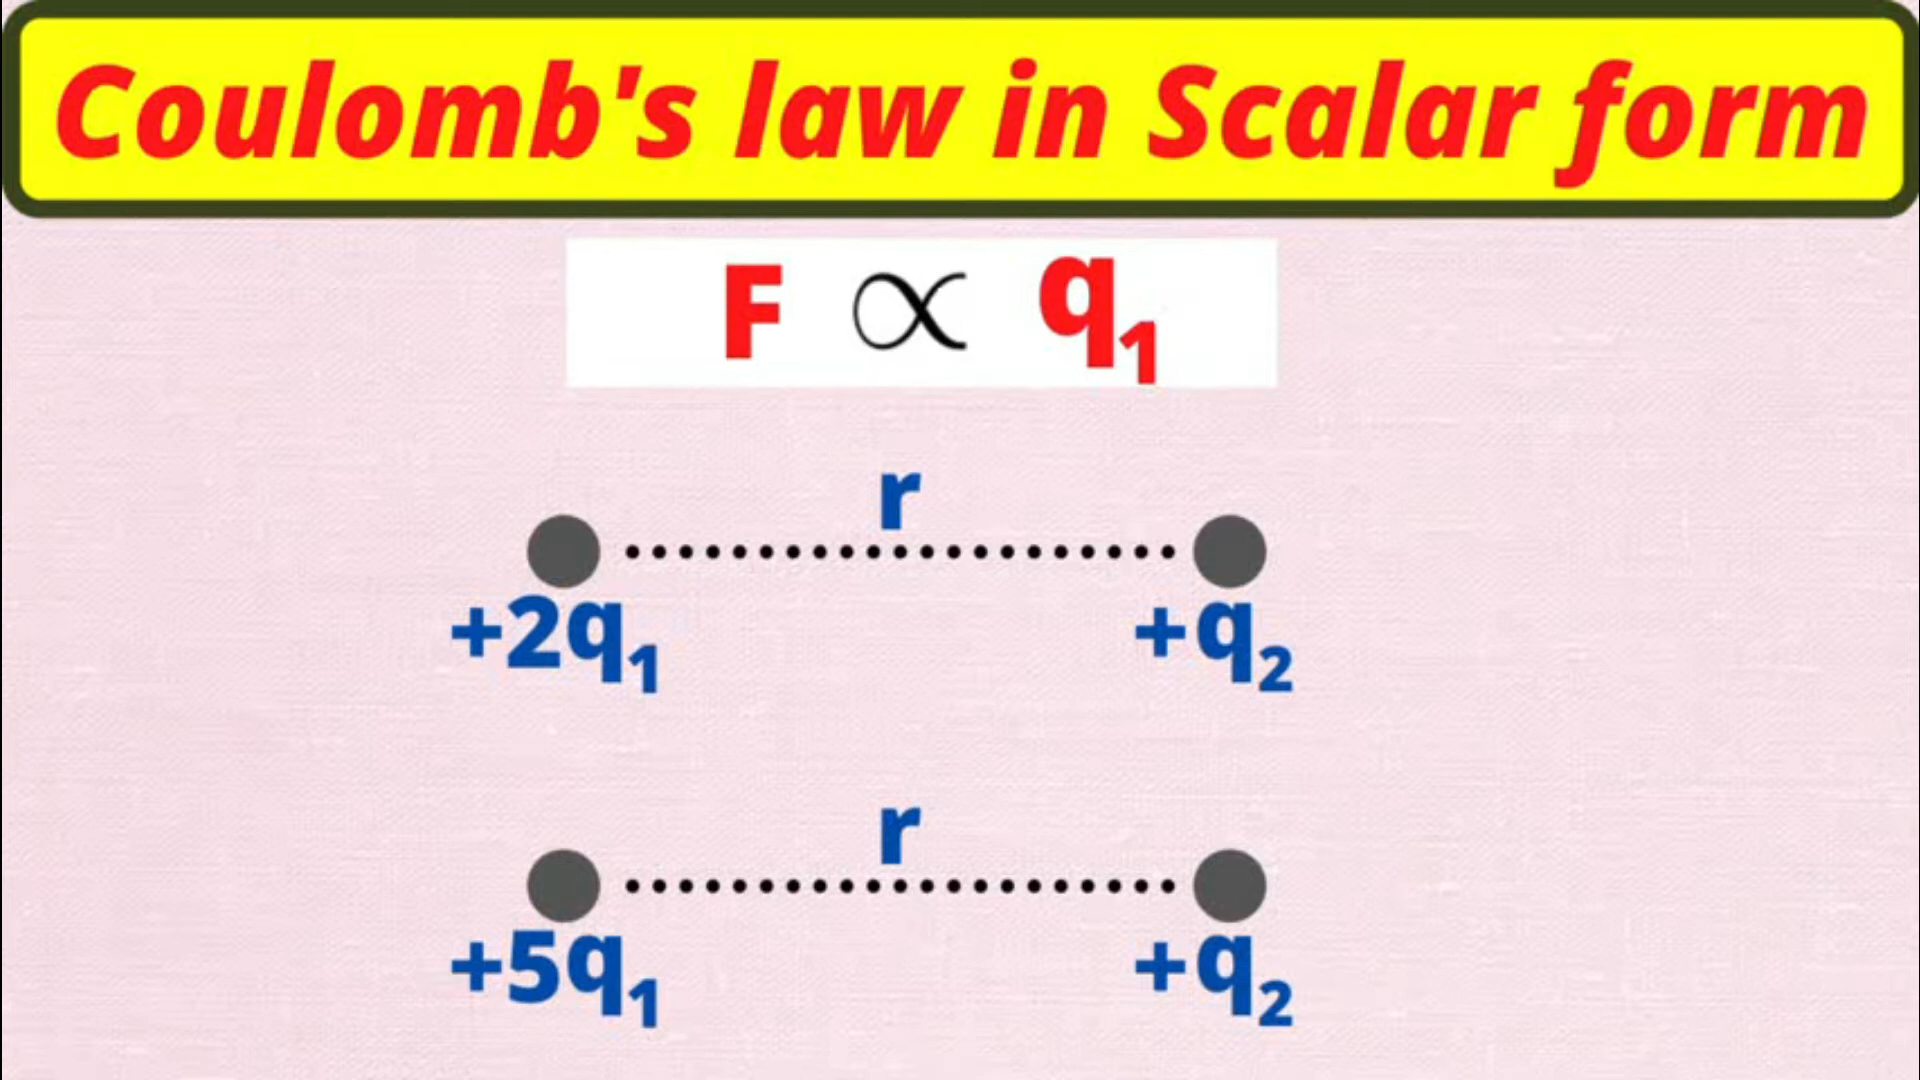 Coulomb's law in Scalar form
F ∝ q₁
r
+2q₁ +q₂
r
+5q₁ +q₂